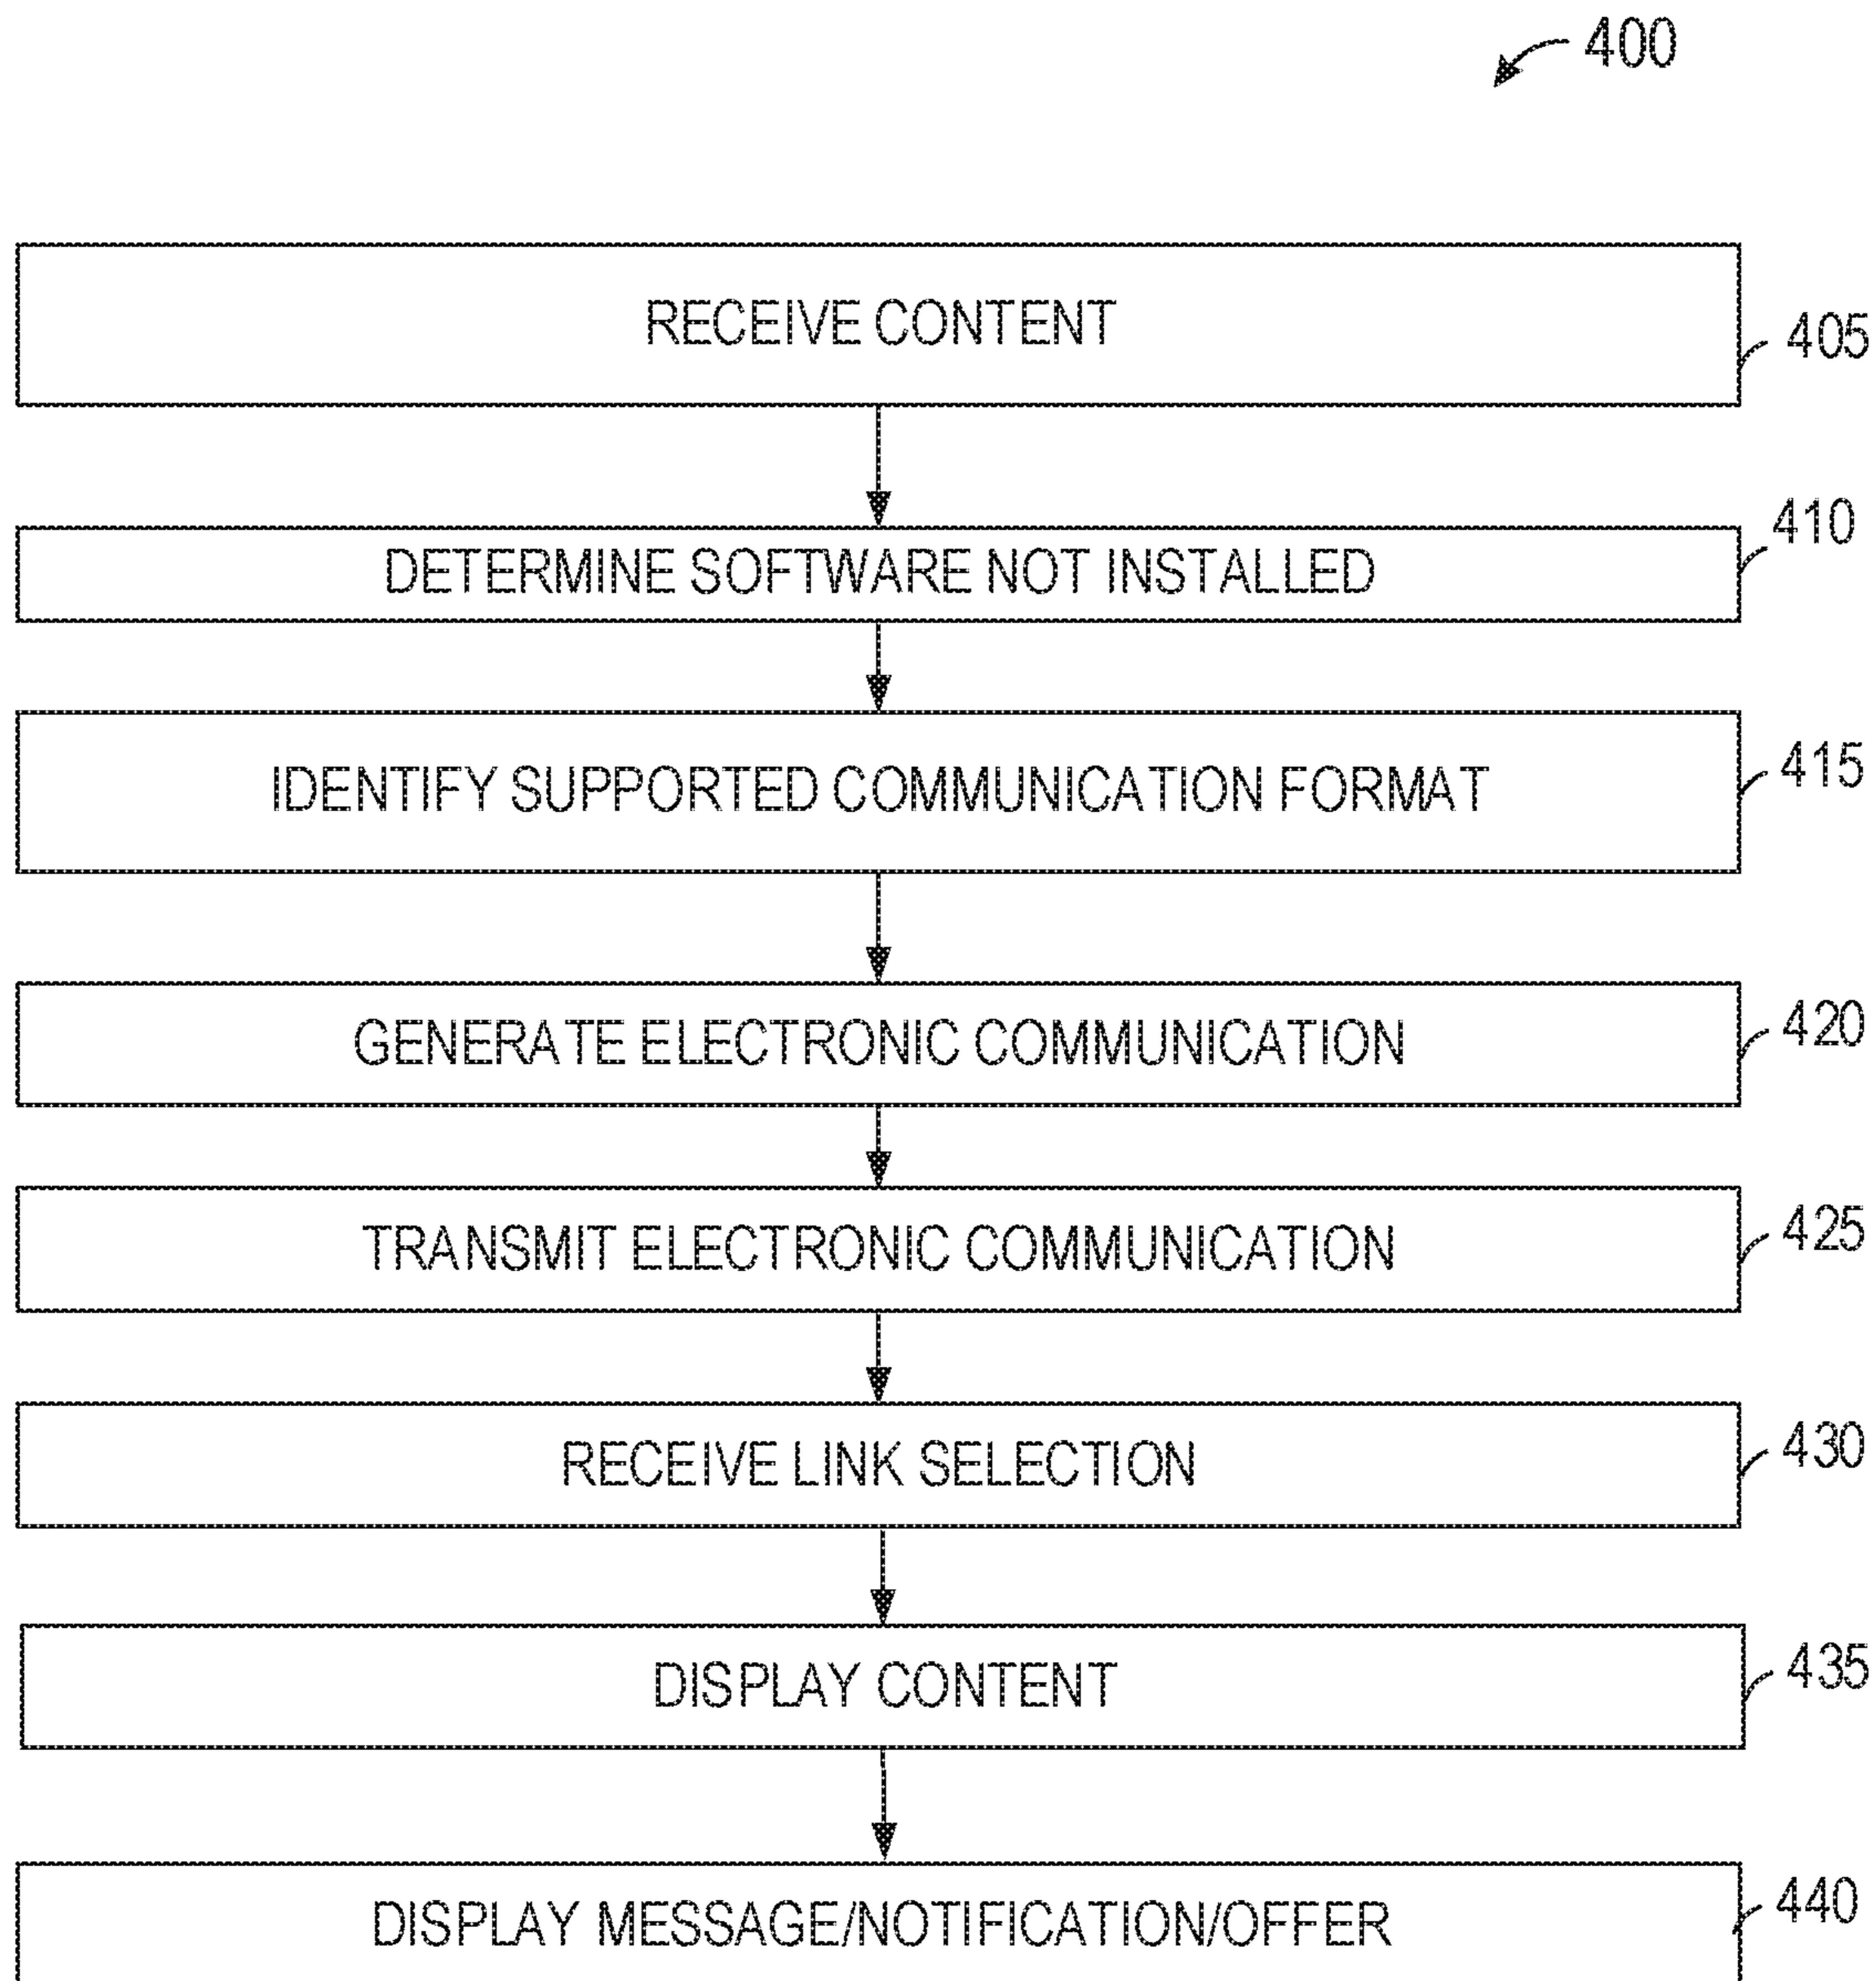 400
RECEIVE CONTENT
405
DETERMINE SOFTWARE NOT INSTALLED
410
IDENTIFY SUPPORTED COMMUNICATION FORMAT
415
GENERATE ELECTRONIC COMMUNICATION
420
TRANSMIT ELECTRONIC COMMUNICATION
425
RECEIVE LINK SELECTION
430
DISPLAY CONTENT
435
DISPLAY MESSAGE/NOTIFICATION/OFFER
440